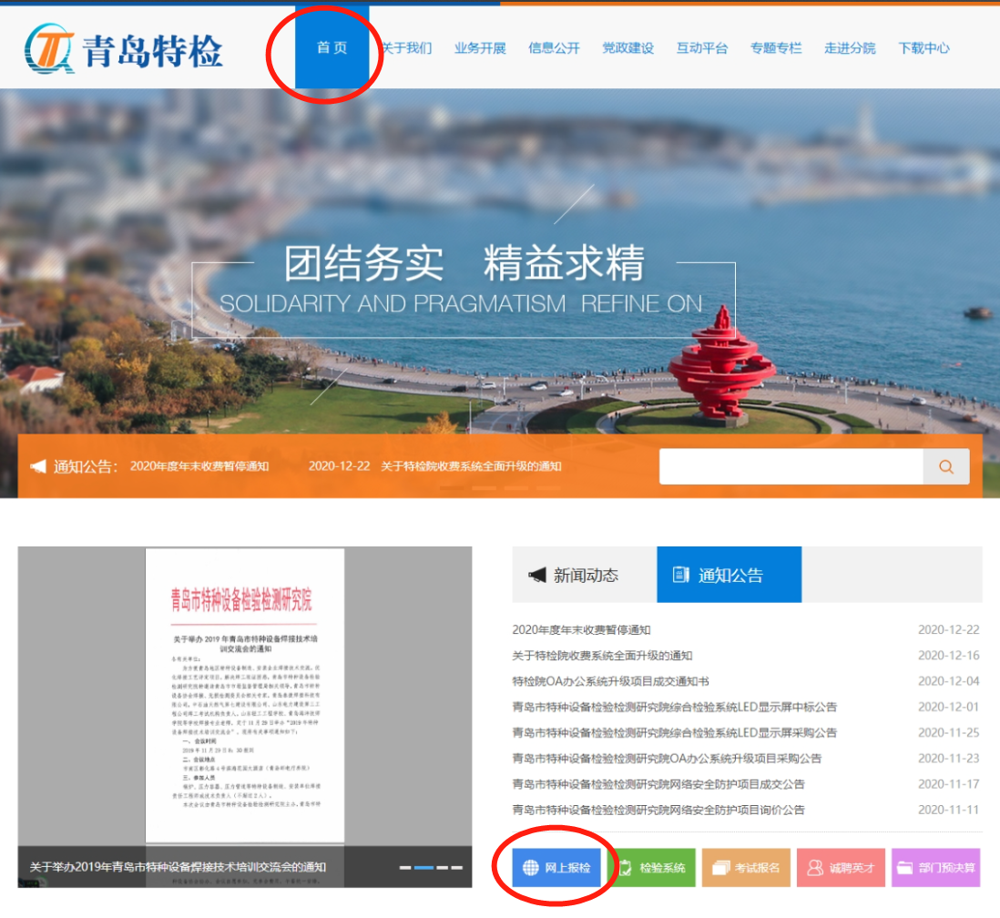 青岛特检
首 页 关于我们 业务开展 信息公开 党政建设 互动平台 专题专栏 走进分院 下载中心
团结务实 精益求精
SOLIDARITY AND PRAGMATISM REFINE ON
通知公告: 2020年度年末收费暂停通知 2020-12-22 关于特检院收费系统全面升级的通知
青岛市特种设备检验检测研究院
关于举办 2019 年青岛市特种设备焊接技术培
训交流会的通知
各有关单位:
一、会议时间
二、会议地点
三、参加人员
关于举办2019年青岛市特种设备焊接技术培训交流会的通知
新闻动态 通知公告
2020年度年末收费暂停通知 2020-12-22
关于特检院收费系统全面升级的通知 2020-12-16
特检院OA办公系统升级项目成交通知书 2020-12-04
青岛市特种设备检验检测研究院综合检验系统LED显示屏中标公告 2020-12-01
青岛市特种设备检验检测研究院综合检验系统LED显示屏采购公告 2020-11-25
青岛市特种设备检验检测研究院OA办公系统升级项目采购公告 2020-11-23
青岛市特种设备检验检测研究院网络安全防护项目成交公告 2020-11-17
青岛市特种设备检验检测研究院网络安全防护项目询价公告 2020-11-11
网上报检 检验系统 考试报名 诚聘英才 部门预决算